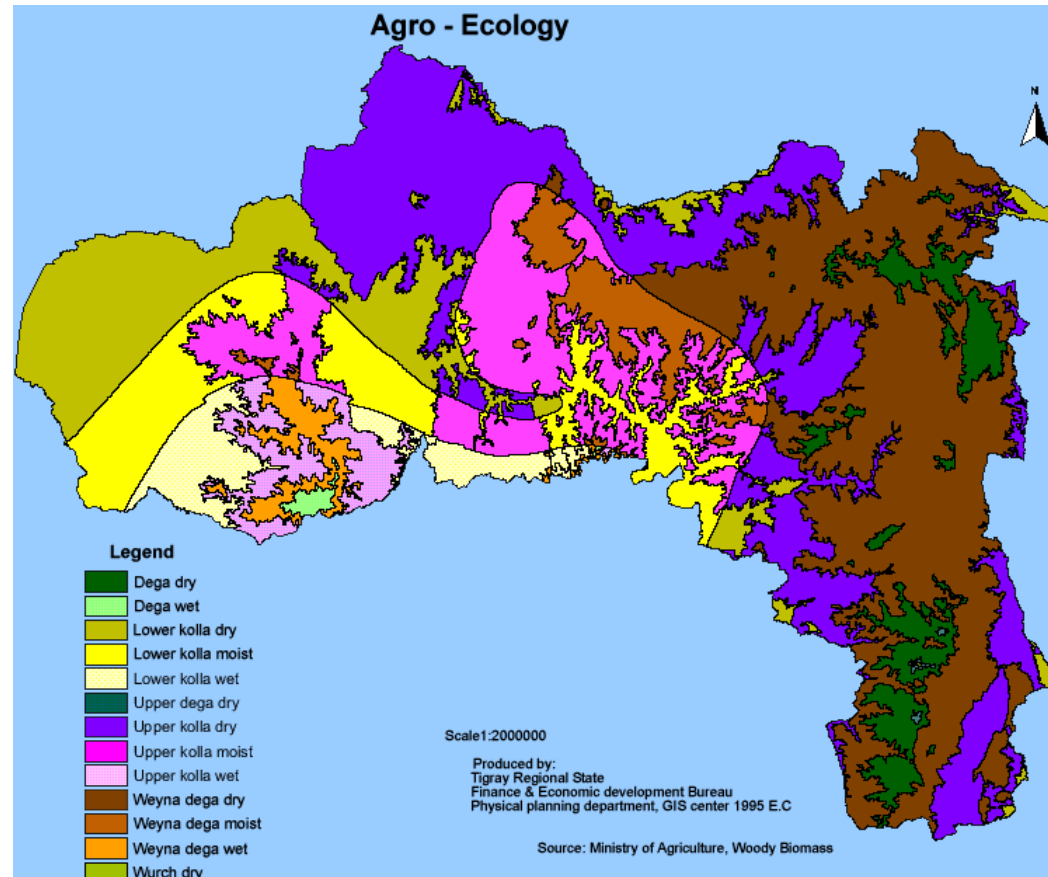 Agro - Ecology
N
Legend
Dega dry
Dega wet
Lower kolla dry
Lower kolla moist
Lower kolla wet
Upper dega dry
Upper kolla dry
Upper kolla moist
Upper kolla wet
Weyna dega dry
Weyna dega moist
Weyna dega wet
Wurch dry
Scale1:2000000
Produced by:
Tigray Regional State
Finance & Economic development Bureau
Physical planning department, GIS center 1995 E.C
Source: Ministry of Agriculture, Woody Biomass